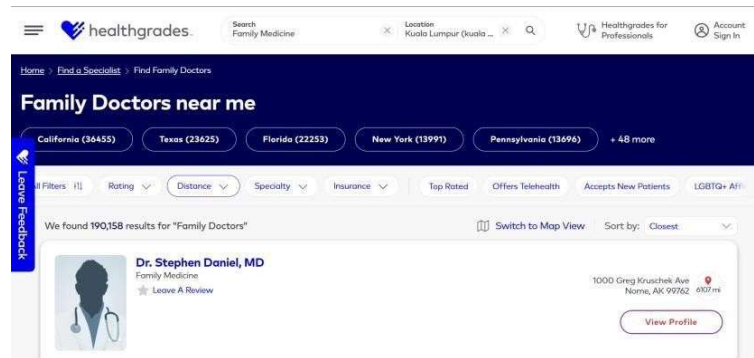 healthgrades.
Search
Family Medicine
Location
Kuala Lumpur (kuala ...
Healthgrades for
Professionals
Account
Sign In
Home > Find a Specialist > Find Family Doctors
Family Doctors near me
California (36455)
Texas (23625)
Florida (22253)
New York (13991)
Pennsylvania (13696)
+ 48 more
Leave Feedback
ll Filters
Rating
Distance
Specialty
Insurance
Top Rated
Offers Telehealth
Accepts New Patients
LGBTQ+
We found 190,158 results for "Family Doctors"
Switch to Map View
Sort by: Closest
Dr. Stephen Daniel, MD
Family Medicine
Leave A Review
1000 Greg Kruschek Ave
Nome, AK 99762
6107 mi
View Profile